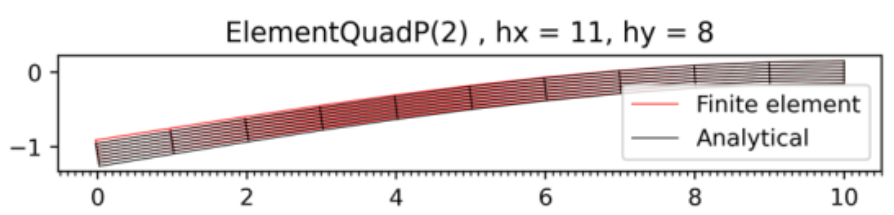 ElementQuadP(2) , hx = 11, hy = 8
0
−1
Finite element
Analytical
0 2 4 6 8 10